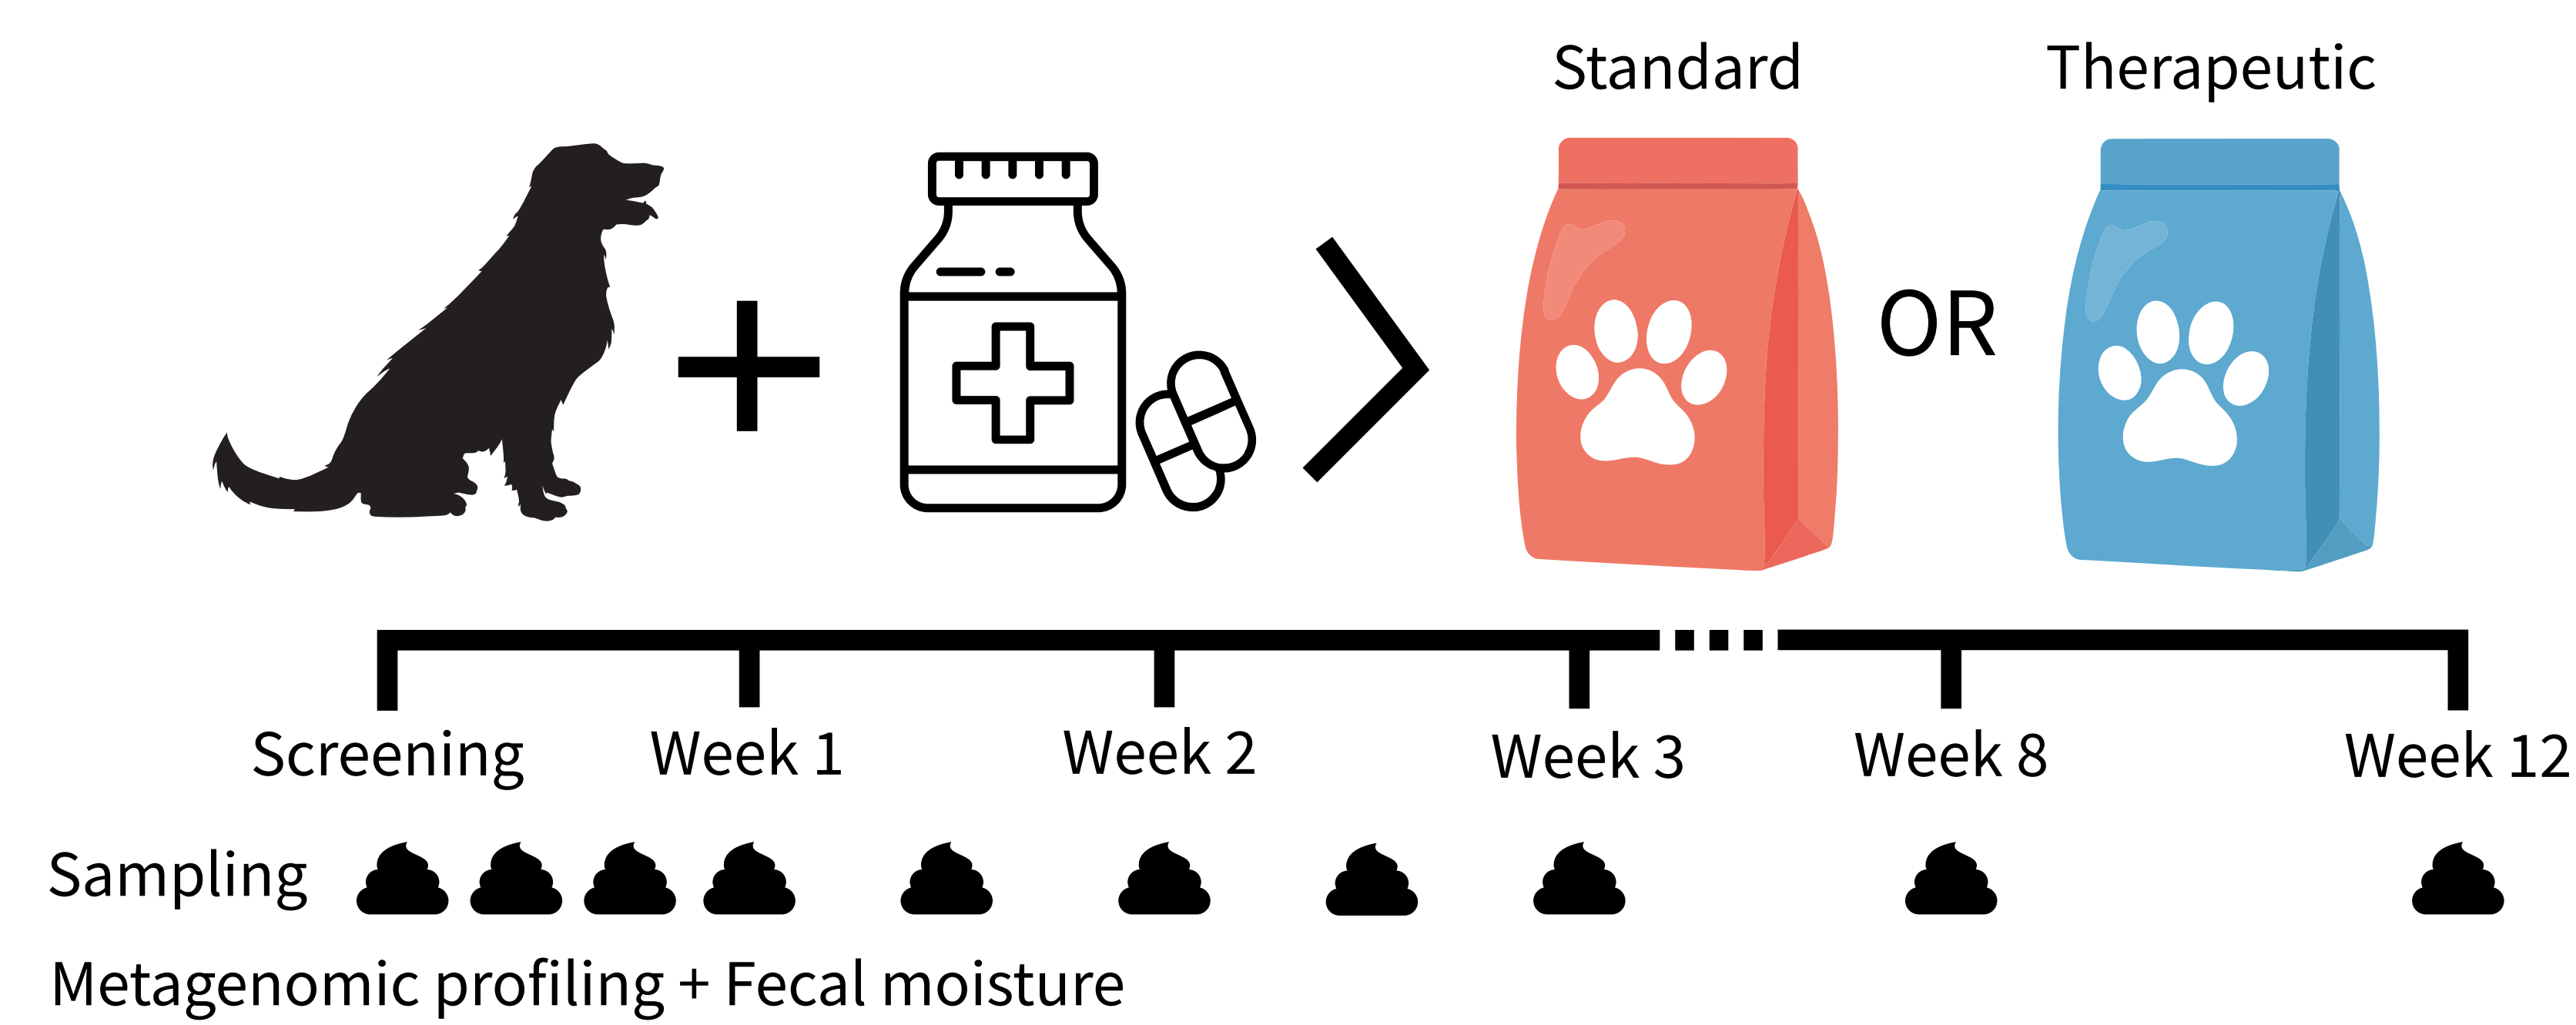 Standard
Therapeutic
OR
Screening
Week 1
Week 2
Week 3
Week 8
Week 12
Sampling
Metagenomic profiling + Fecal moisture